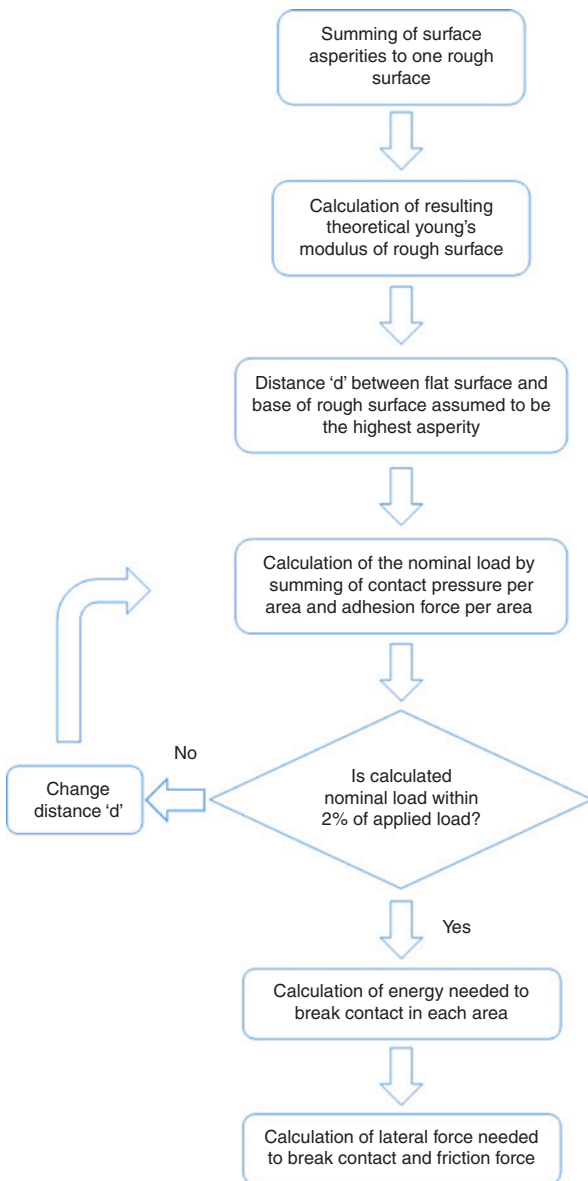 Summing of surface
asperities to one rough
surface
Calculation of resulting
theoretical young's
modulus of rough surface
Distance 'd' between flat surface and
base of rough surface assumed to be
the highest asperity
Calculation of the nominal load by
summing of contact pressure per
area and adhesion force per area
Is calculated
nominal load within
2% of applied load?
No
Change
distance 'd'
Yes
Calculation of energy needed to
break contact in each area
Calculation of lateral force needed
to break contact and friction force